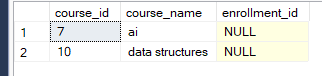 course_id course_name enrollment_id
1 7 ai NULL
2 10 data structures NULL